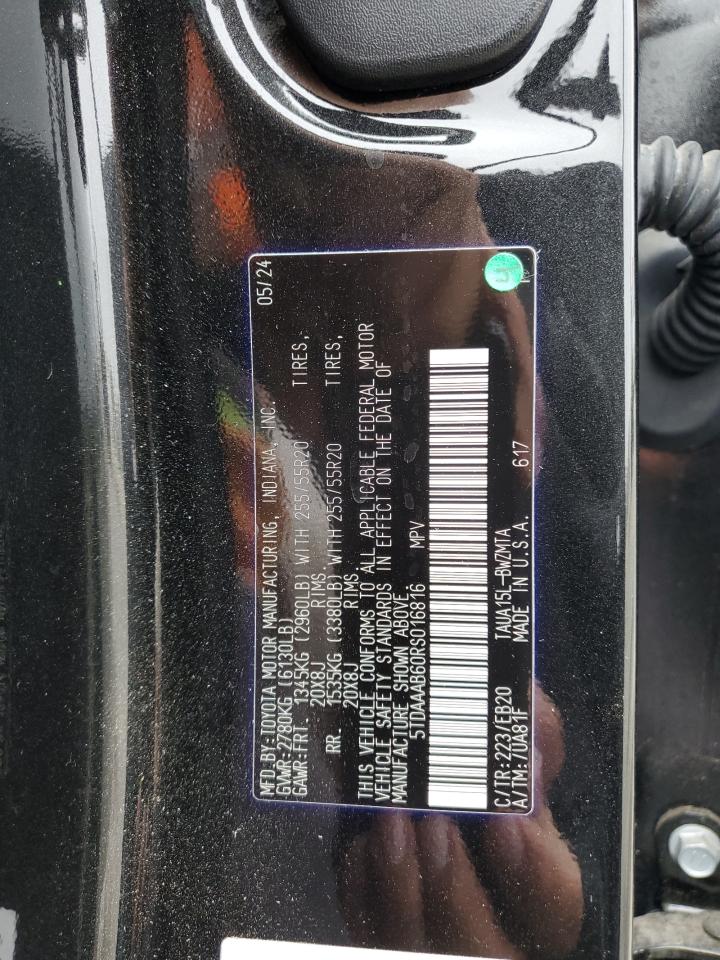 MFD.BY:TOYOTA MOTOR MANUFACTURING, INDIANA, INC. 05/24
GVWR:2780KG (6130LB)
GAWR:FRT. 1345KG (2960LB) WITH 255/55R20 TIRES,
20X8J RIMS.
RR. 1535KG (3380LB) WITH 255/55R20 TIRES,
20X8J RIMS
THIS VEHICLE CONFORMS TO ALL APPLICABLE FEDERAL MOTOR
VEHICLE SAFETY STANDARDS IN EFFECT ON THE DATE OF
MANUFACTURE SHOWN ABOVE.
5TDAAAB60RS016816 MPV
C/TR:223/EB20 TAUA15L-BWZMTA
A/TM:7UA81F MADE IN U.S.A. 617